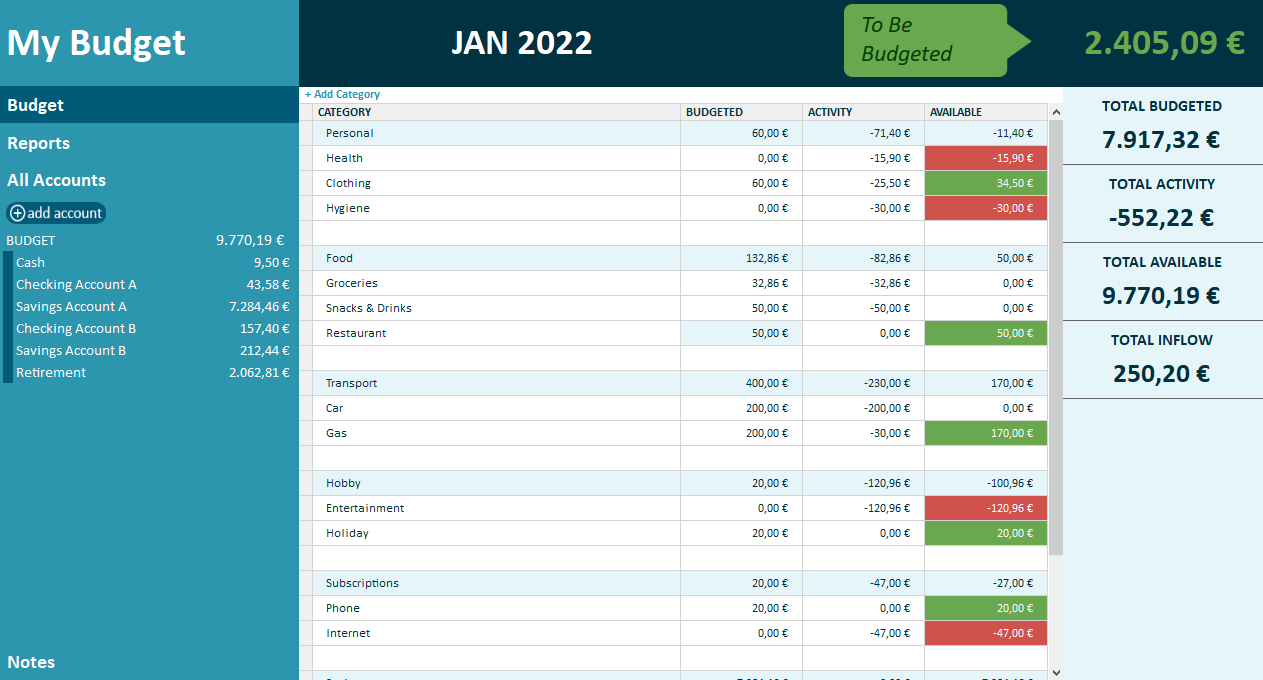 My Budget
JAN 2022
To Be
Budgeted
2.405,09 €
Budget
Reports
All Accounts
add account
BUDGET 9.770,19 €
Cash 9,50 €
Checking Account A 43,58 €
Savings Account A 7.284,46 €
Checking Account B 157,40 €
Savings Account B 212,44 €
Retirement 2.062,81 €
Notes
+ Add Category
CATEGORY BUDGETED ACTIVITY AVAILABLE
Personal 60,00 € -71,40 € -11,40 €
Health 0,00 € -15,90 € -15,90 €
Clothing 60,00 € -25,50 € 34,50 €
Hygiene 0,00 € -30,00 € -30,00 €
Food 132,86 € -82,86 € 50,00 €
Groceries 32,86 € -32,86 € 0,00 €
Snacks & Drinks 50,00 € -50,00 € 0,00 €
Restaurant 50,00 € 0,00 € 50,00 €
Transport 400,00 € -230,00 € 170,00 €
Car 200,00 € -200,00 € 0,00 €
Gas 200,00 € -30,00 € 170,00 €
Hobby 20,00 € -120,96 € -100,96 €
Entertainment 0,00 € -120,96 € -120,96 €
Holiday 20,00 € 0,00 € 20,00 €
Subscriptions 20,00 € -47,00 € -27,00 €
Phone 20,00 € 0,00 € 20,00 €
Internet 0,00 € -47,00 € -47,00 €
TOTAL BUDGETED
7.917,32 €
TOTAL ACTIVITY
-552,22 €
TOTAL AVAILABLE
9.770,19 €
TOTAL INFLOW
250,20 €